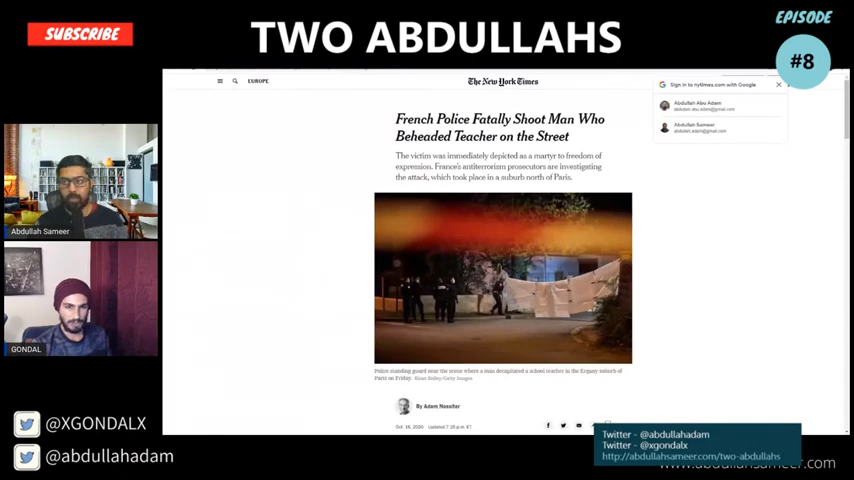 SUBSCRIBE
TWO ABDULLAHS
EPISODE
#8
EUROPE
The New York Times
Sign in to nytimes.com with Google
Abdullah Abu Adam
Abdullah Sameer
French Police Fatally Shoot Man Who
Beheaded Teacher on the Street
The victim was immediately depicted as a martyr to freedom of
expression. France's antiterrorism prosecutors are investigating
the attack, which took place in a suburb north of Paris.
Abdullah Sameer
GONDAL
Police standing guard near the scene where a man decapitated a school teacher in the Eragny suburb of
Paris on Friday.
By Adam Nossiter
Oct. 16, 2020
@XGONDALX
@abdullahadam
Twitter - @abdullahadam
Twitter - @xgondalx
http://abdullahsameer.com/two-abdullahs
www.abdullahsameer.com